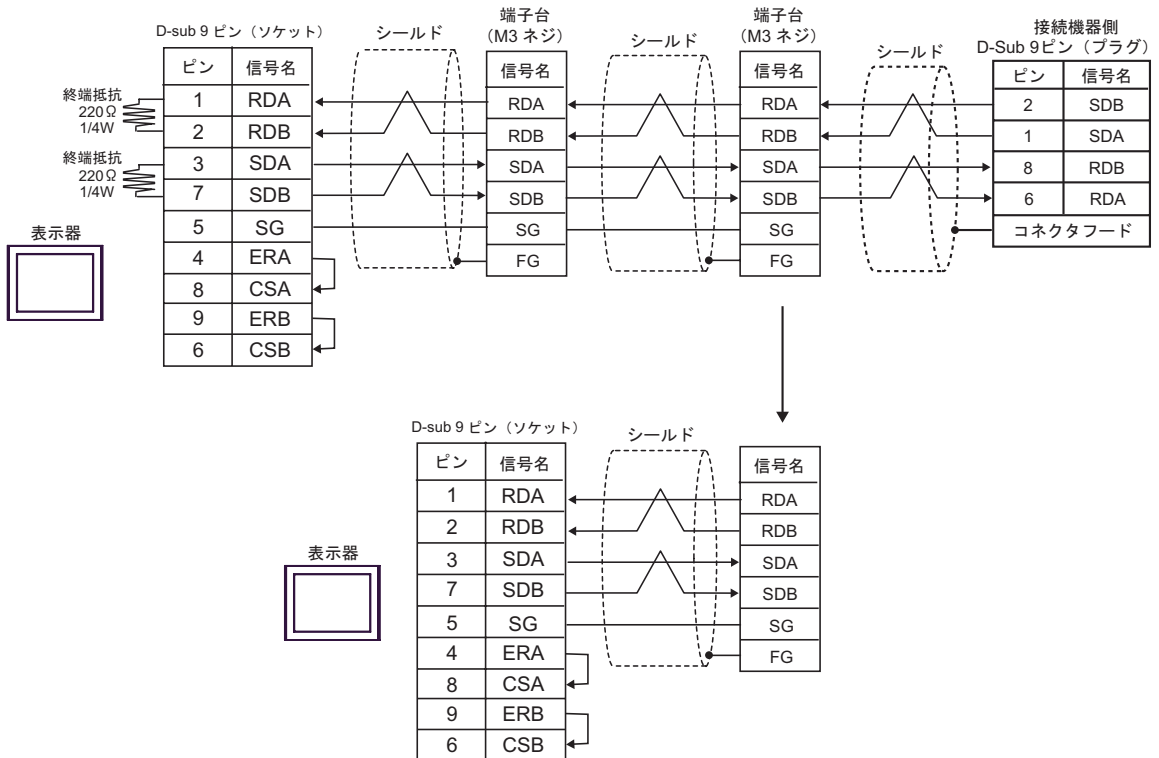 D-sub 9 ピン（ソケット）
ピン 信号名
1 RDA
2 RDB
3 SDA
7 SDB
5 SG
4 ERA
8 CSA
9 ERB
6 CSB
終端抵抗
220Ω
1/4W
終端抵抗
220Ω
1/4W
表示器
シールド
端子台
（M3 ネジ）
信号名
RDA
RDB
SDA
SDB
SG
FG
シールド
端子台
（M3 ネジ）
信号名
RDA
RDB
SDA
SDB
SG
FG
シールド
接続機器側
D-Sub 9ピン（プラグ）
ピン 信号名
2 SDB
1 SDA
8 RDB
6 RDA
コネクタフード
D-sub 9 ピン（ソケット）
ピン 信号名
1 RDA
2 RDB
3 SDA
7 SDB
5 SG
4 ERA
8 CSA
9 ERB
6 CSB
表示器
シールド
信号名
RDA
RDB
SDA
SDB
SG
FG